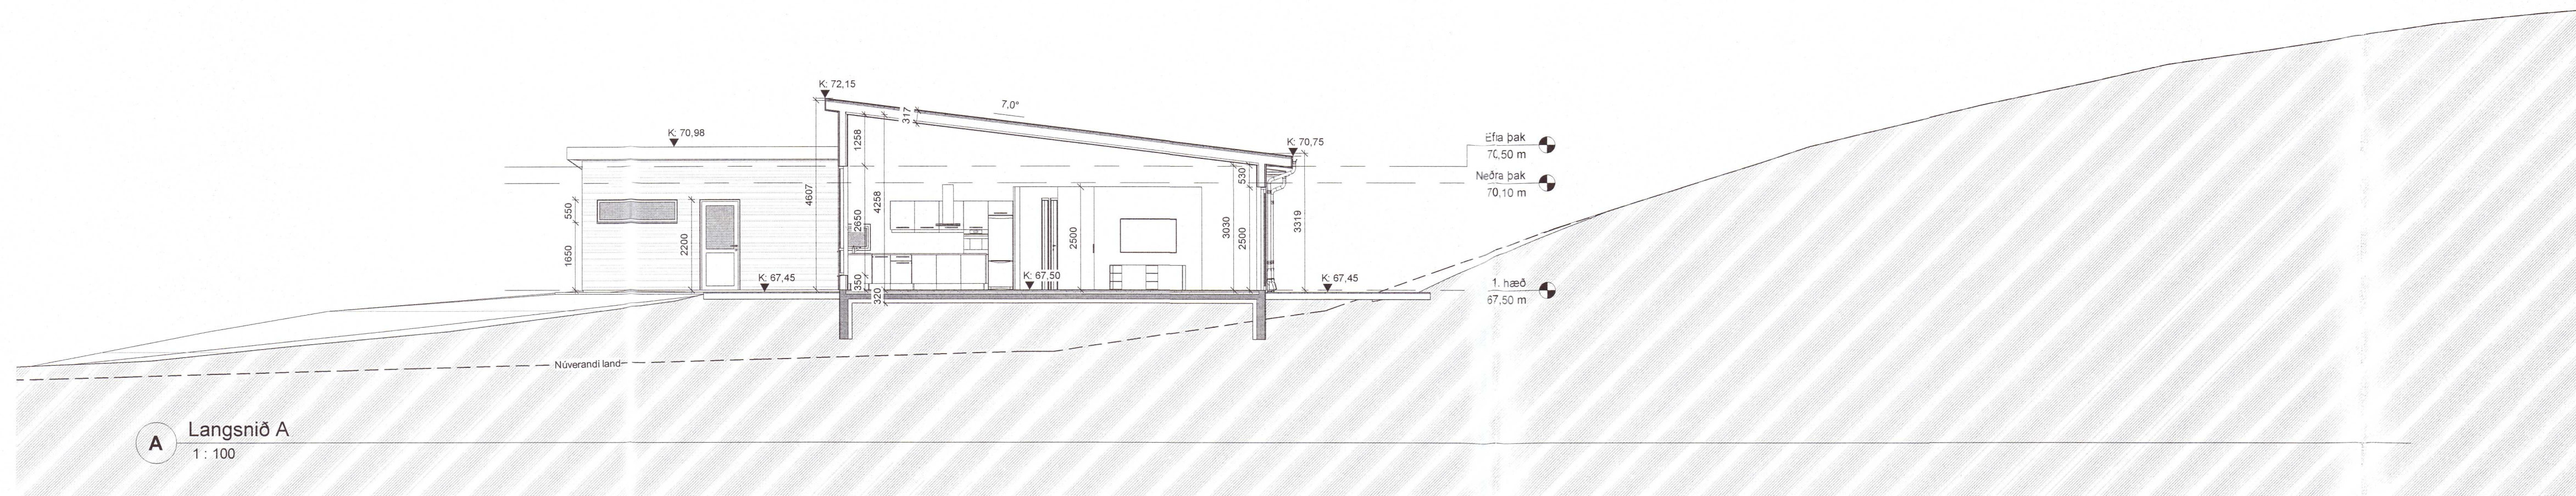 K: 72,15
7,0°
317
K: 70,98
K: 70,75
Efra þak
70,50 m
1258
530
Neðra þak
70,10 m
4607
4258
550
2650
3030
2500
3319
2200
2500
1650
K: 67,45
350
K: 67,50
K: 67,45
1. hæð
67,50 m
320
Núverandi land
A
Langsnið A
1 : 100